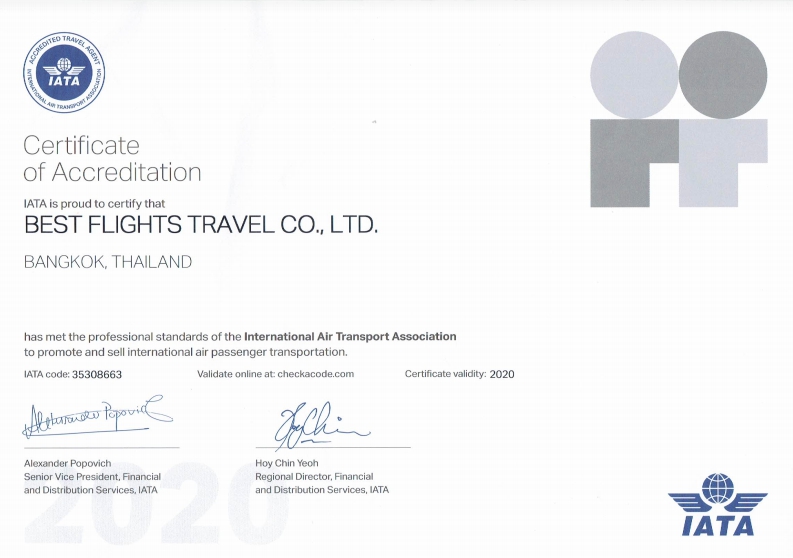 ACCREDITED TRAVEL AGENT
IATA
INTERNATIONAL AIR TRANSPORT ASSOCIATION
Certificate
of Accreditation
IATA is proud to certify that
BEST FLIGHTS TRAVEL CO., LTD.
BANGKOK, THAILAND
has met the professional standards of the International Air Transport Association
to promote and sell international air passenger transportation.
IATA code: 35308663 Validate online at: checkacode.com Certificate validity: 2020
Alexander Popovich
Hoy Chin
Alexander Popovich
Senior Vice President, Financial
and Distribution Services, IATA
Hoy Chin Yeoh
Regional Director, Financial
and Distribution Services, IATA
2020
IATA